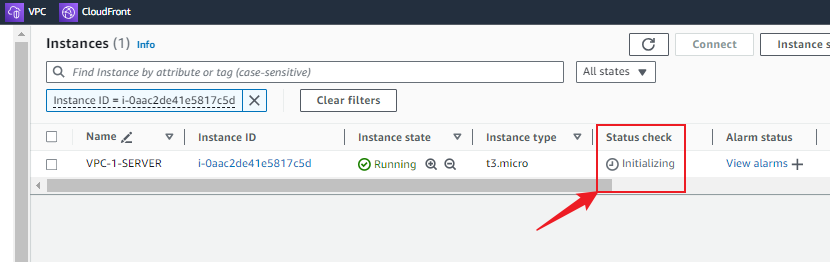 VPC CloudFront
Instances (1) Info
Connect Instance s
Find Instance by attribute or tag (case-sensitive) All states
Instance ID = i-0aac2de41e5817c5d Clear filters
Name Instance ID Instance state Instance type Status check Alarm status
VPC-1-SERVER i-0aac2de41e5817c5d Running t3.micro Initializing View alarms